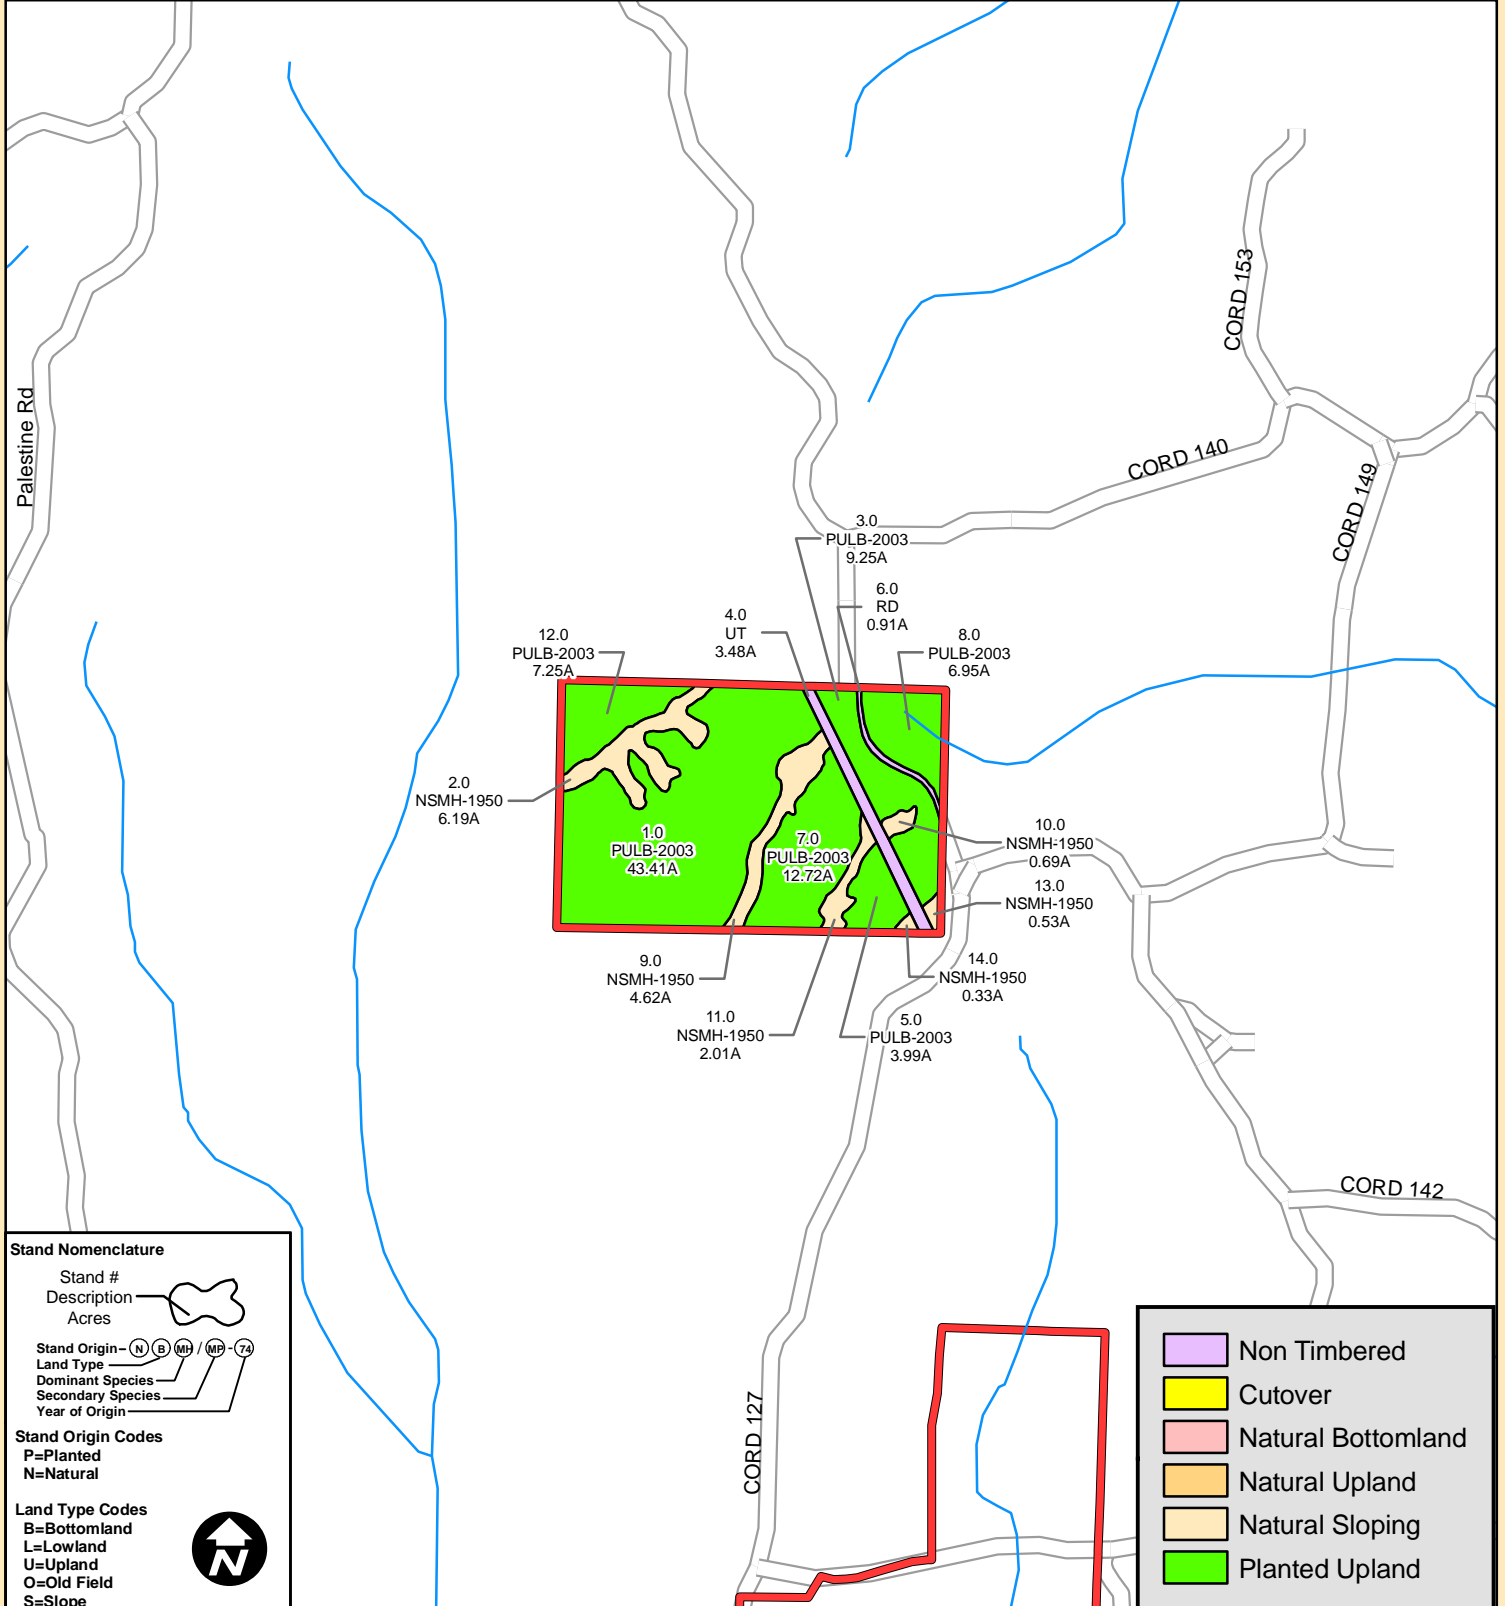 CORD 153
Palestine Rd
CORD 140
CORD 149
3.0
PULB-2003
9.25A
6.0
RD
0.91A
4.0
UT
3.48A
8.0
PULB-2003
6.95A
12.0
PULB-2003
7.25A
2.0
NSMH-1950
6.19A
1.0
PULB-2003
43.41A
7.0
PULB-2003
12.72A
10.0
NSMH-1950
0.69A
13.0
NSMH-1950
0.53A
9.0
NSMH-1950
4.62A
14.0
NSMH-1950
0.33A
11.0
NSMH-1950
2.01A
5.0
PULB-2003
3.99A
CORD 142
CORD 127
Stand Nomenclature
Stand #
Description
Acres
Stand Origin - N B MH / MP - 74
Land Type
Dominant Species
Secondary Species
Year of Origin
Stand Origin Codes
P=Planted
N=Natural
Land Type Codes
B=Bottomland
L=Lowland
U=Upland
O=Old Field
S=Slope
N
Non Timbered
Cutover
Natural Bottomland
Natural Upland
Natural Sloping
Planted Upland